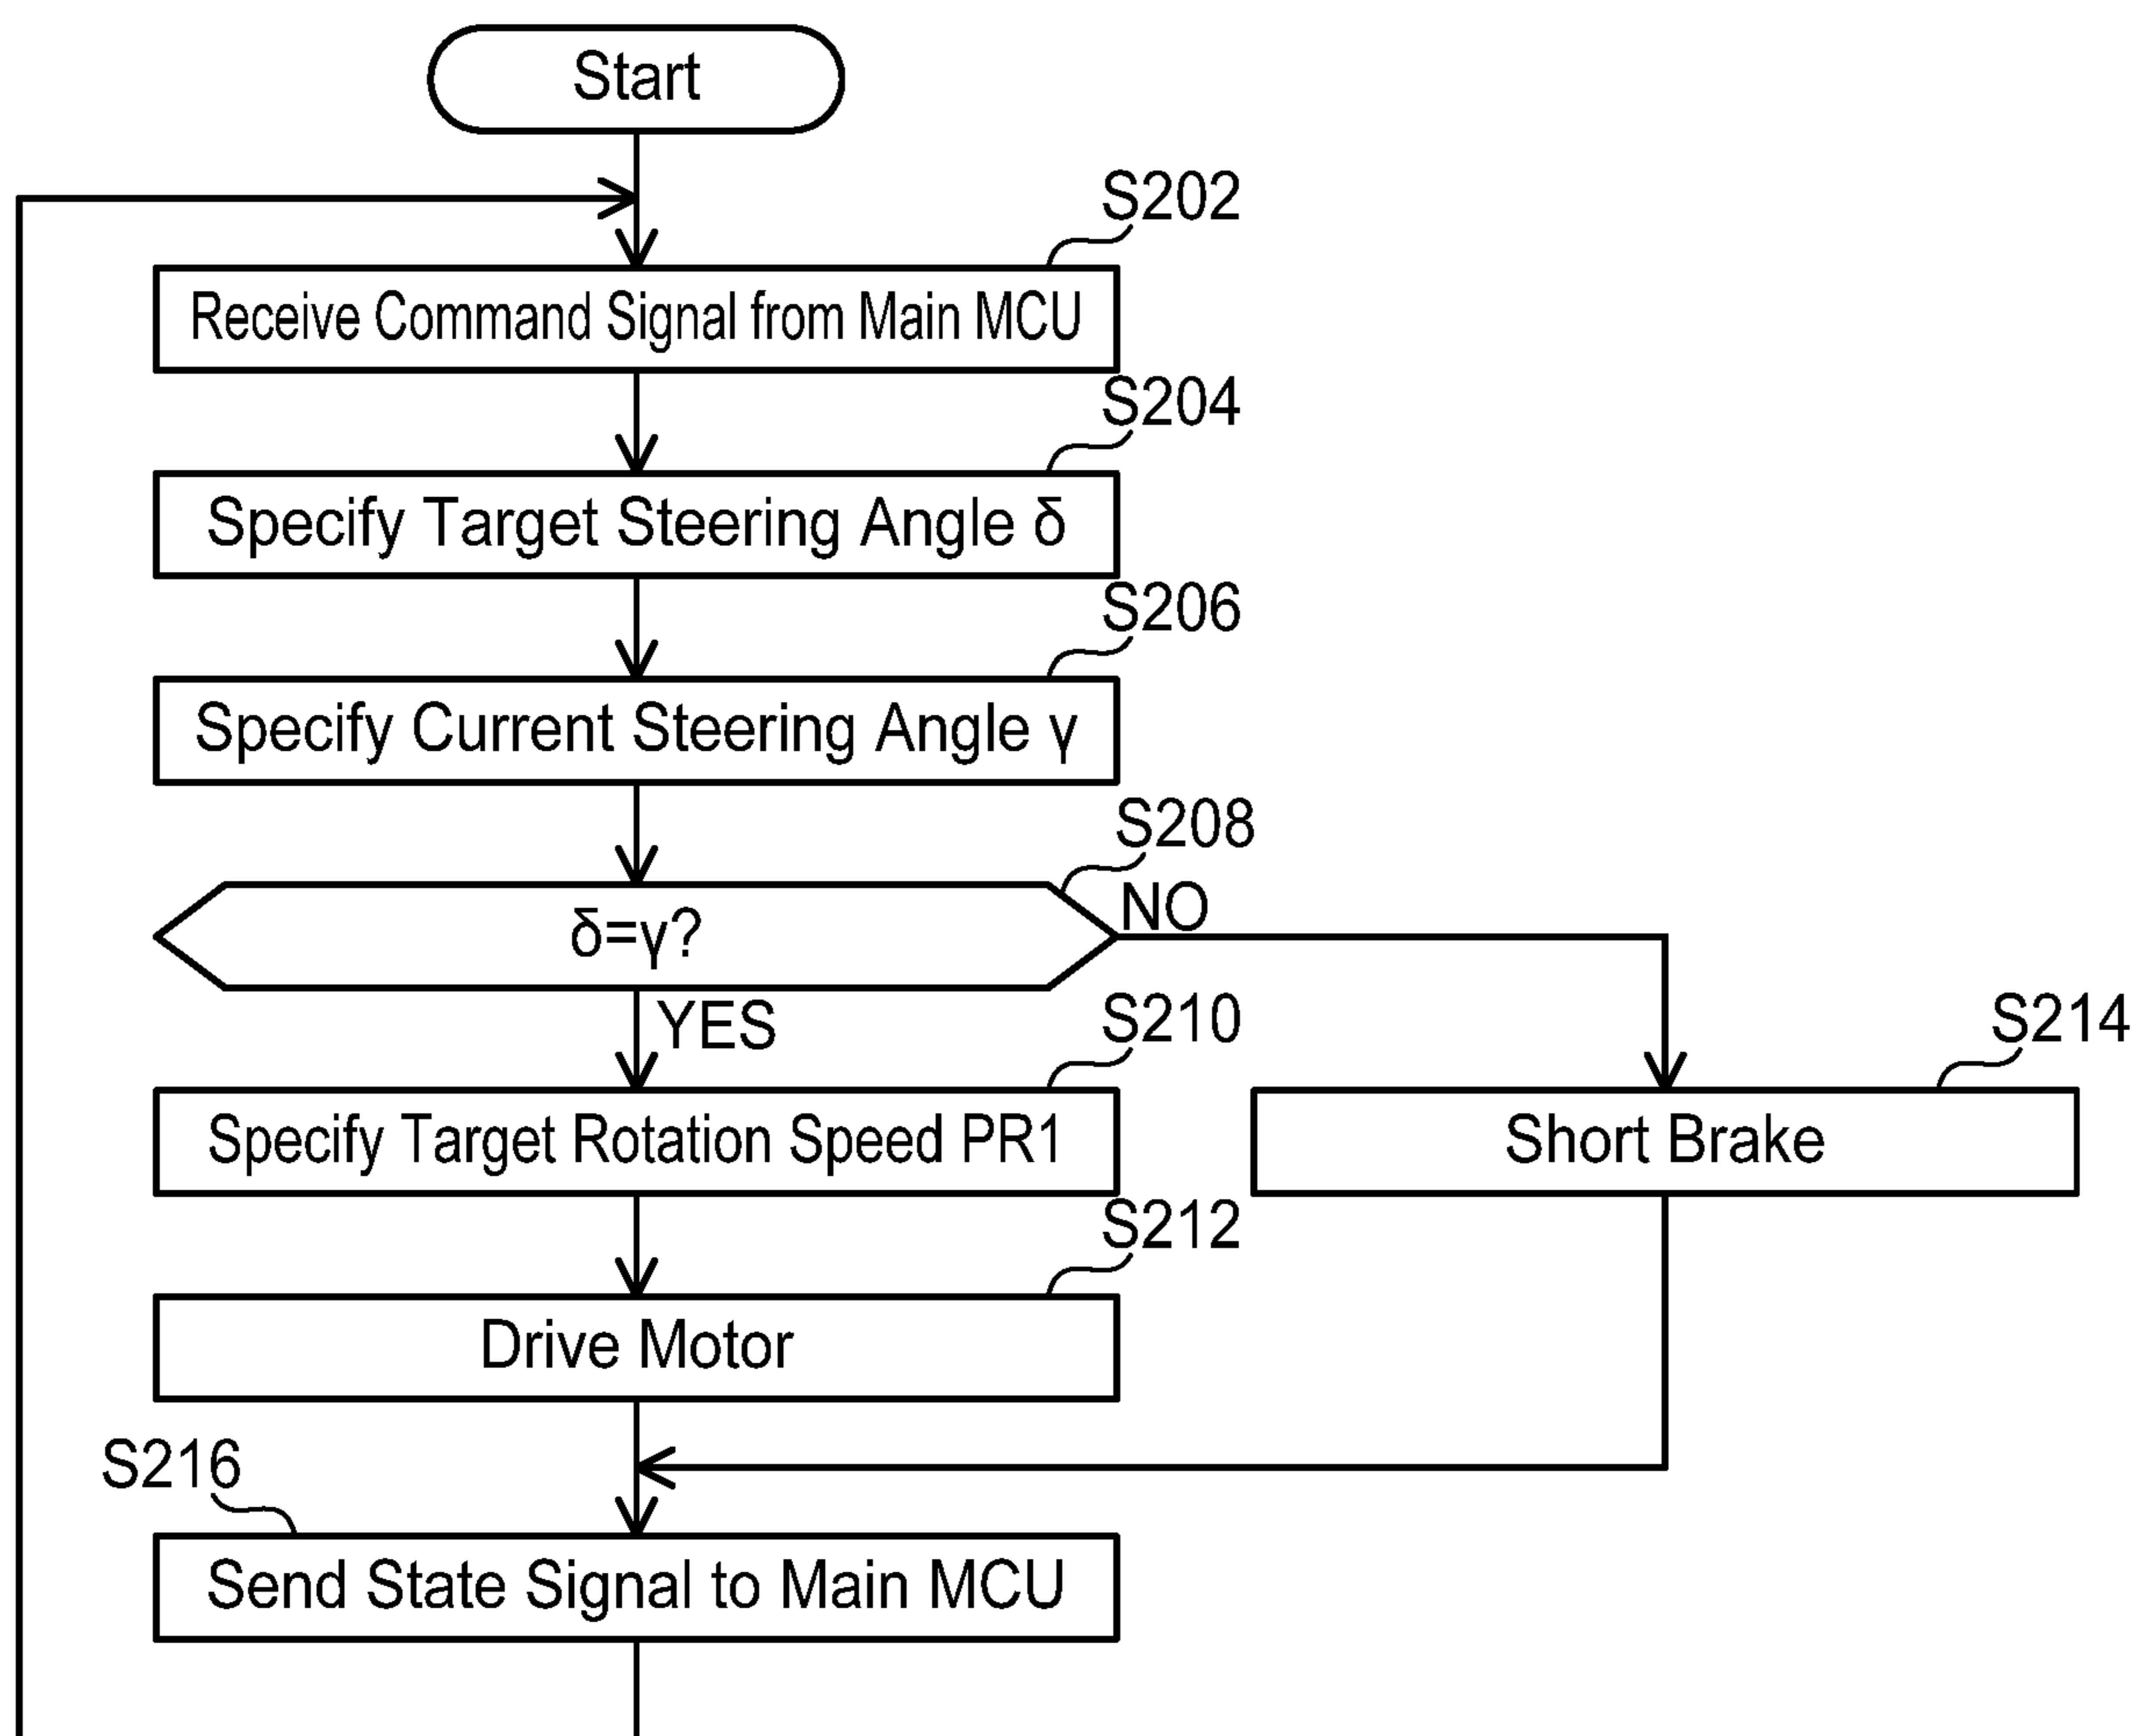 Start
S202
Receive Command Signal from Main MCU
S204
Specify Target Steering Angle δ
S206
Specify Current Steering Angle γ
S208
δ=γ?
NO
YES
S210
S214
Specify Target Rotation Speed PR1
Short Brake
S212
Drive Motor
S216
Send State Signal to Main MCU